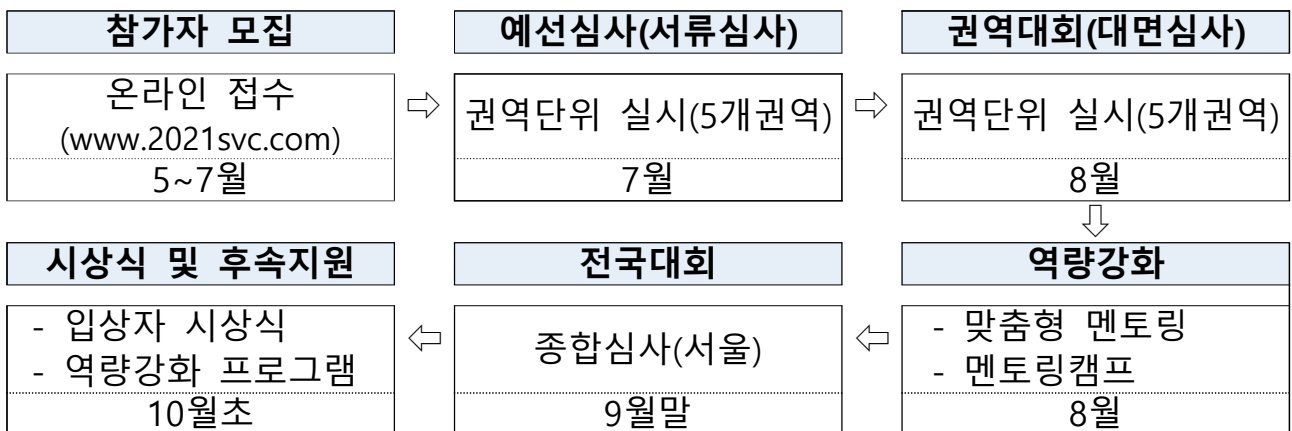 참가자 모집
온라인 접수
(www.2021svc.com)
5~7월
⇨
예선심사(서류심사)
권역단위 실시(5개권역)
7월
⇨
권역대회(대면심사)
권역단위 실시(5개권역)
8월
⇩
역량강화
- 맞춤형 멘토링
- 멘토링캠프
8월
⇦
전국대회
종합심사(서울)
9월말
⇦
시상식 및 후속지원
- 입상자 시상식
- 역량강화 프로그램
10월초